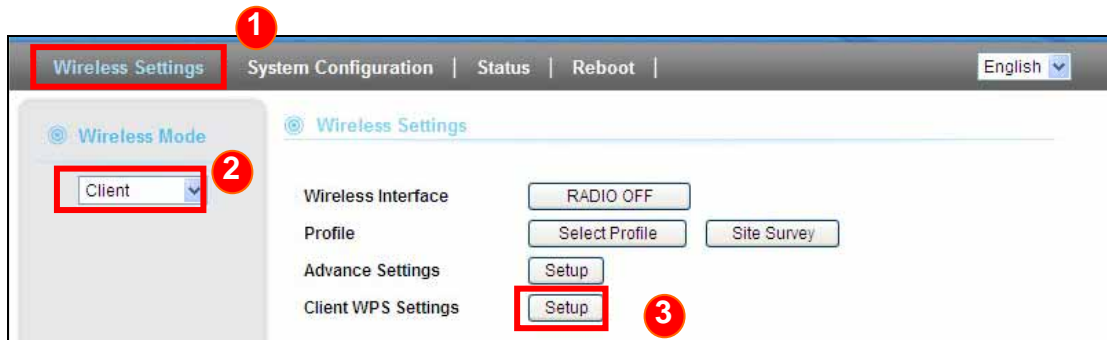 1
Wireless Settings System Configuration | Status | Reboot | English
Wireless Mode
Wireless Settings
Client 2
Wireless Interface RADIO OFF
Profile Select Profile Site Survey
Advance Settings Setup
Client WPS Settings Setup 3